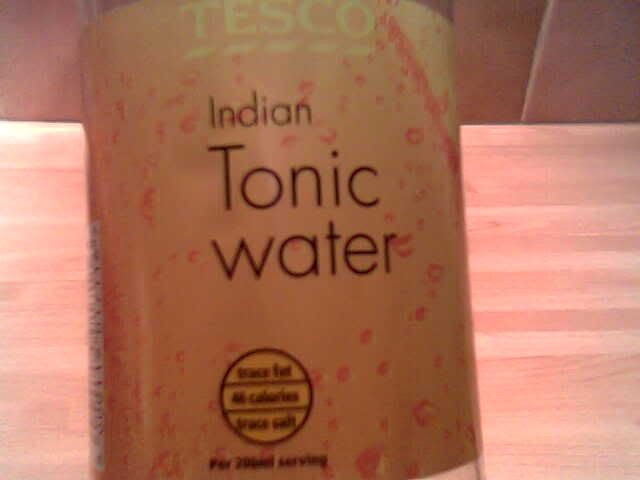 TESCO
Indian
Tonic
water
trace fat
46 calories
trace salt
Per 200ml serving